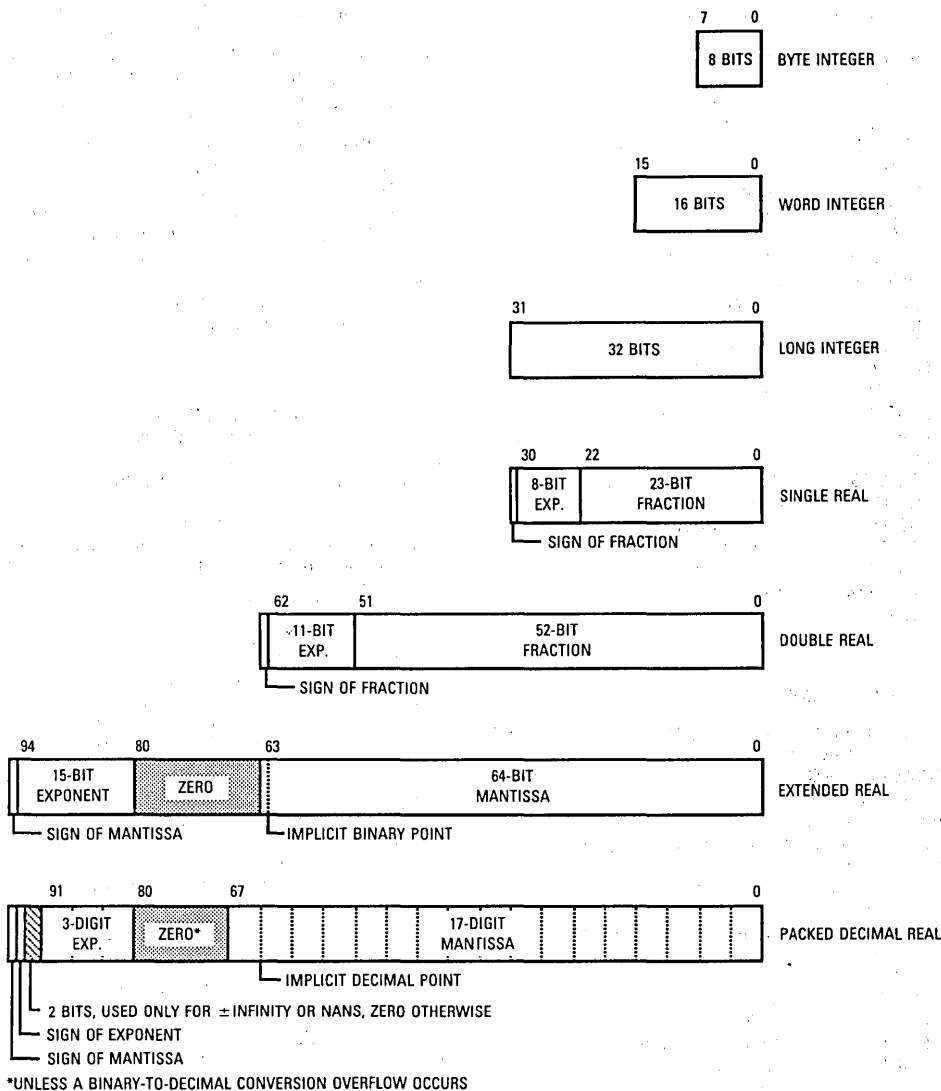 7 0
8 BITS BYTE INTEGER
15 0
16 BITS WORD INTEGER
31 0
32 BITS LONG INTEGER
30 22 0
8-BIT EXP. 23-BIT FRACTION SINGLE REAL
SIGN OF FRACTION
62 51 0
11-BIT EXP. 52-BIT FRACTION DOUBLE REAL
SIGN OF FRACTION
94 80 63 0
15-BIT EXPONENT ZERO 64-BIT MANTISSA EXTENDED REAL
SIGN OF MANTISSA IMPLICIT BINARY POINT
91 80 67 0
3-DIGIT EXP. ZERO* 17-DIGIT MANTISSA PACKED DECIMAL REAL
IMPLICIT DECIMAL POINT
2 BITS, USED ONLY FOR ±INFINITY OR NANS, ZERO OTHERWISE
SIGN OF EXPONENT
SIGN OF MANTISSA
*UNLESS A BINARY-TO-DECIMAL CONVERSION OVERFLOW OCCURS